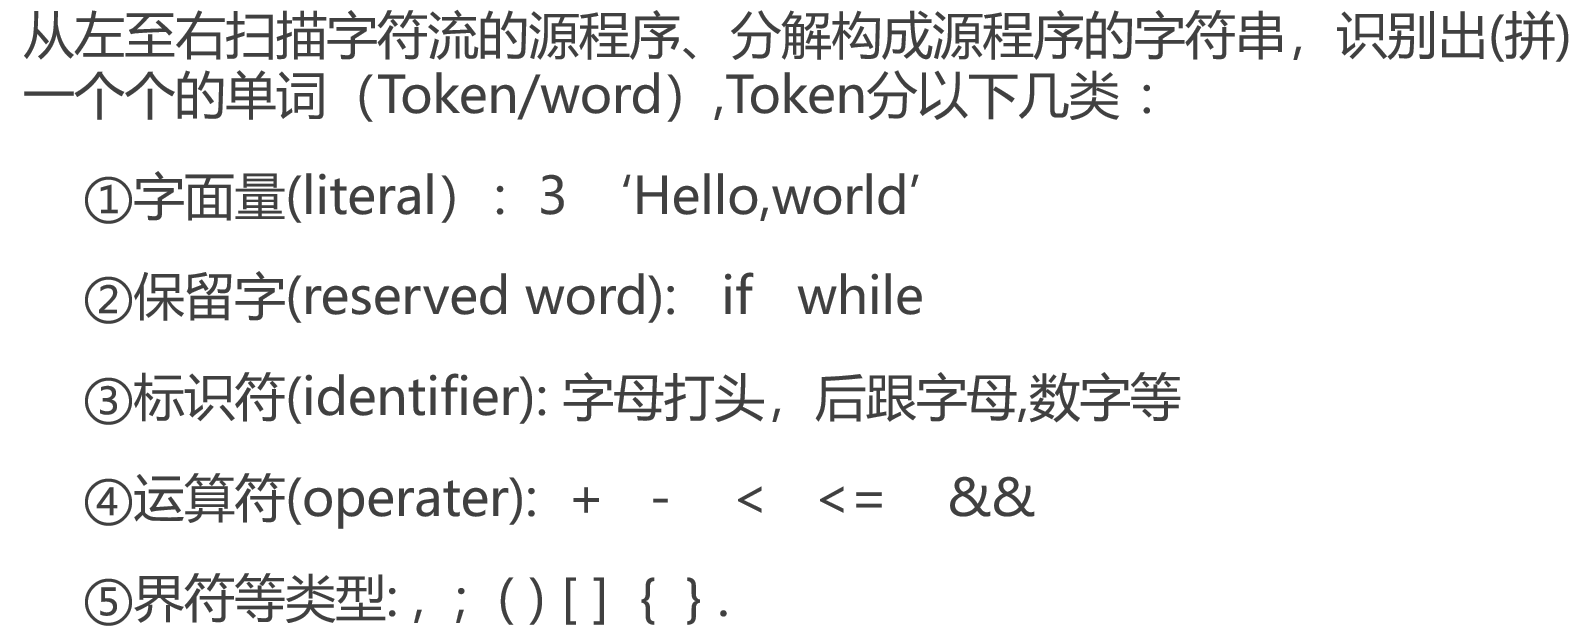 从左至右扫描字符流的源程序、分解构成源程序的字符串，识别出(拼)
一个个的单词（Token/word）,Token分以下几类：
①字面量(literal）：3 ‘Hello,world’
②保留字(reserved word): if while
③标识符(identifier): 字母打头，后跟字母,数字等
④运算符(operater): + - < <= &&
⑤界符等类型: , ; ( ) [ ] { } .